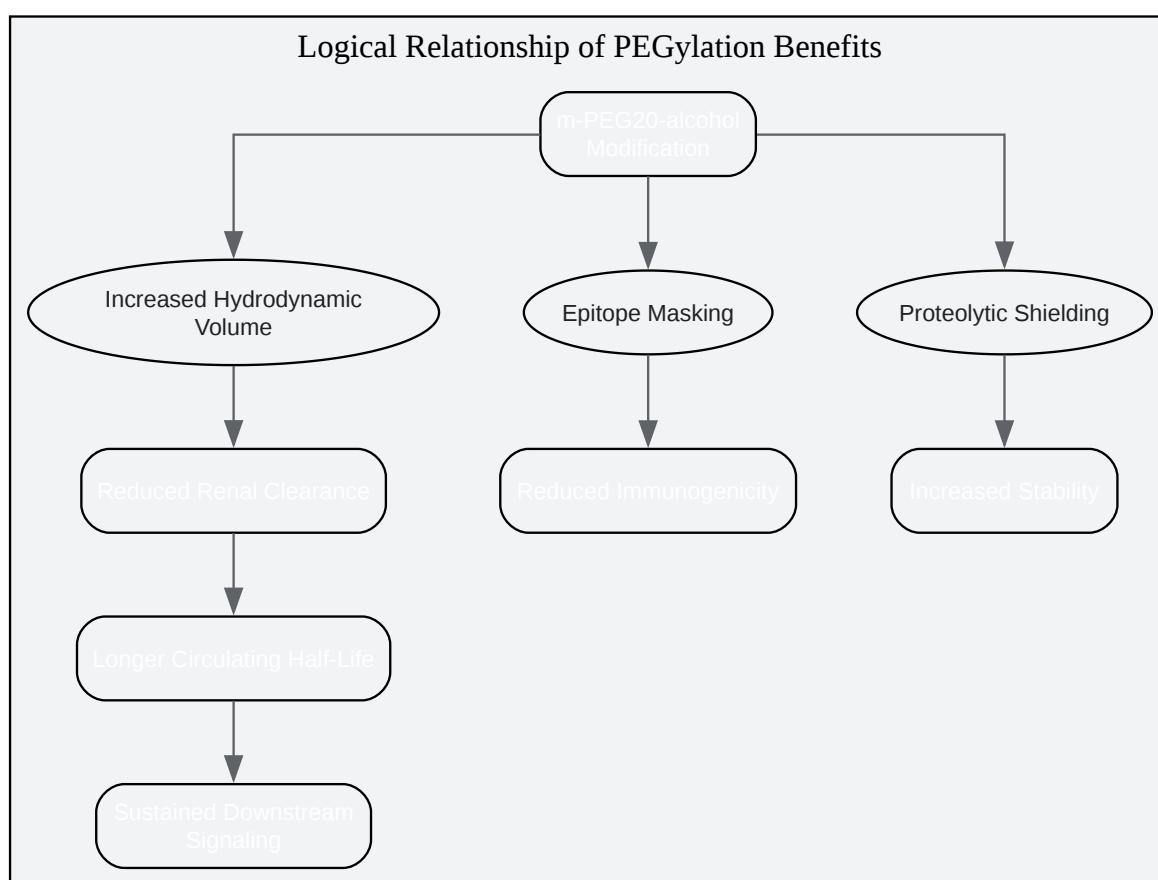 Logical Relationship of PEGylation Benefits
m-PEG20-alcohol
Modification
Increased Hydrodynamic
Volume
Epitope Masking
Proteolytic Shielding
Reduced Renal Clearance
Reduced Immunogenicity
Increased Stability
Longer Circulating Half-Life
Sustained Downstream
Signaling